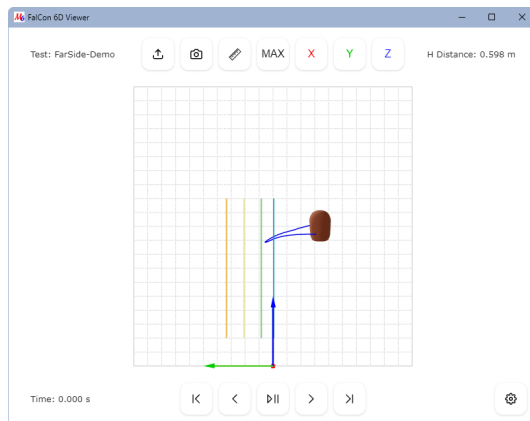 FalCon 6D Viewer
Test: FarSide-Demo
MAX
X
Y
Z
H Distance: 0.598 m
Time: 0.000 s